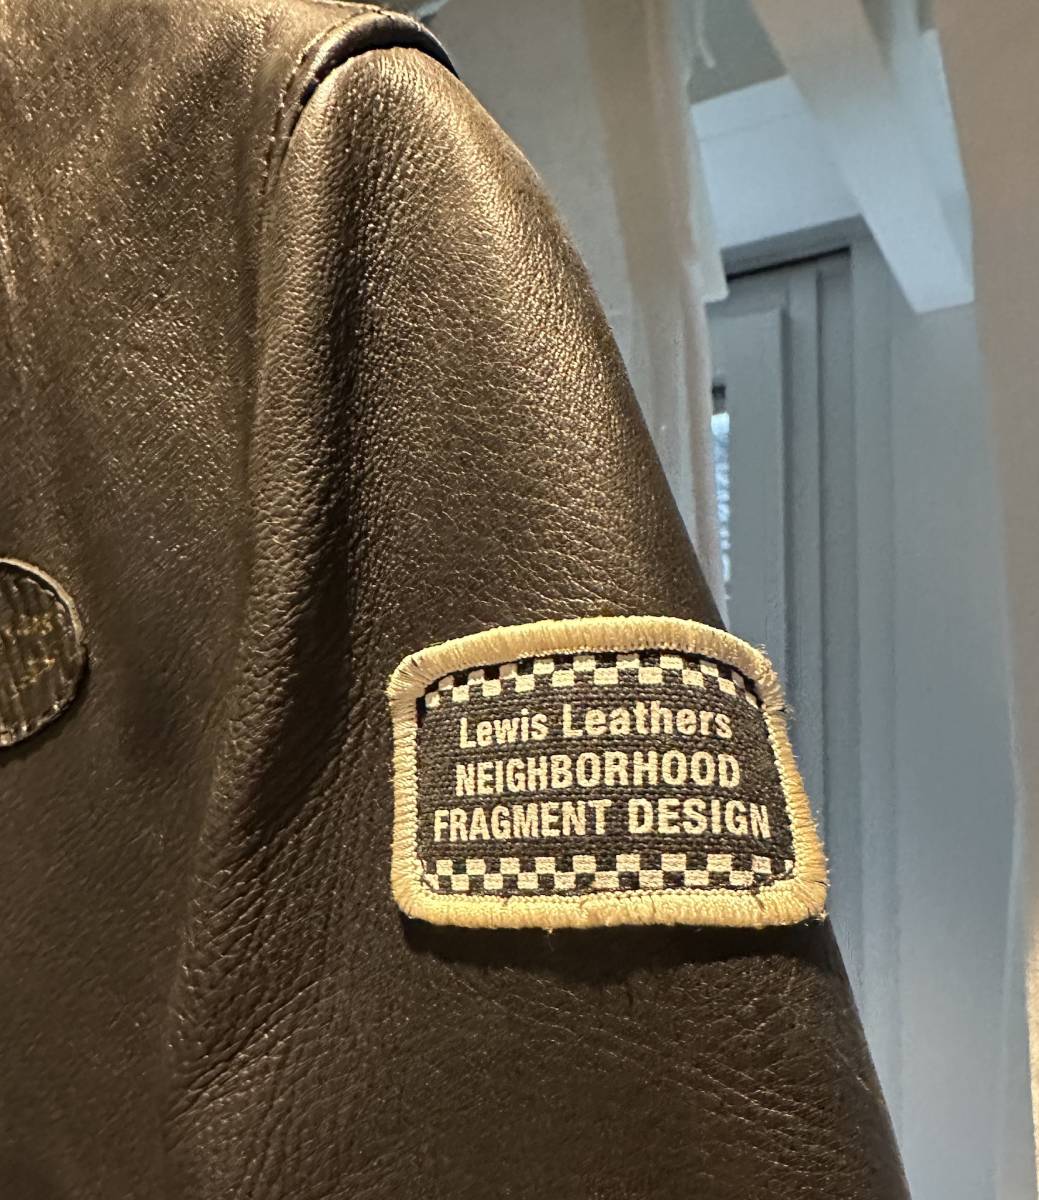 Lewis Leathers
NEIGHBORHOOD
FRAGMENT DESIGN